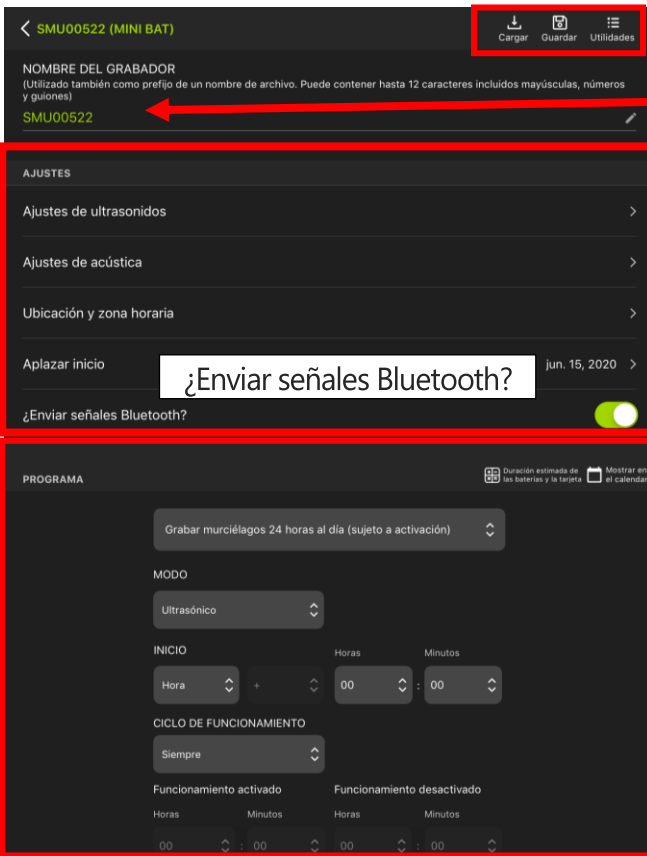 SMU00522 (MINI BAT)
Cargar Guardar Utilidades
NOMBRE DEL GRABADOR
(Utilizado también como prefijo de un nombre de archivo. Puede contener hasta 12 caracteres incluidos mayúsculas, números
y guiones)
SMU00522
AJUSTES
Ajustes de ultrasonidos
Ajustes de acústica
Ubicación y zona horaria
Aplazar inicio jun. 15, 2020
¿Enviar señales Bluetooth?
¿Enviar señales Bluetooth?
PROGRAMA
Duración estimada de
las baterías y la tarjeta
Mostrar en
el calendar
Grabar murciélagos 24 horas al día (sujeto a activación)
MODO
Ultrasónico
INICIO Horas Minutos
Hora + 00 : 00
CICLO DE FUNCIONAMIENTO
Siempre
Funcionamiento activado Funcionamiento desactivado
Horas Minutos Horas Minutos
00 : 00 00 : 00